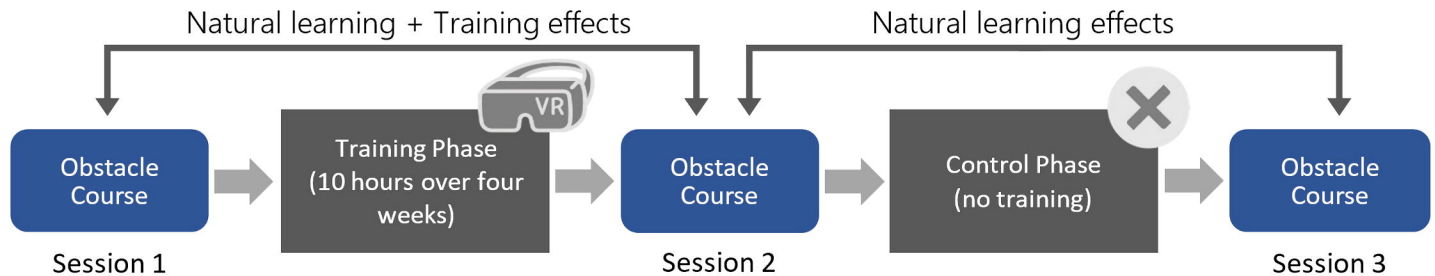 Natural learning + Training effects
Natural learning effects
VR
Obstacle
Course
Training Phase
(10 hours over four
weeks)
Obstacle
Course
Control Phase
(no training)
Obstacle
Course
Session 1
Session 2
Session 3